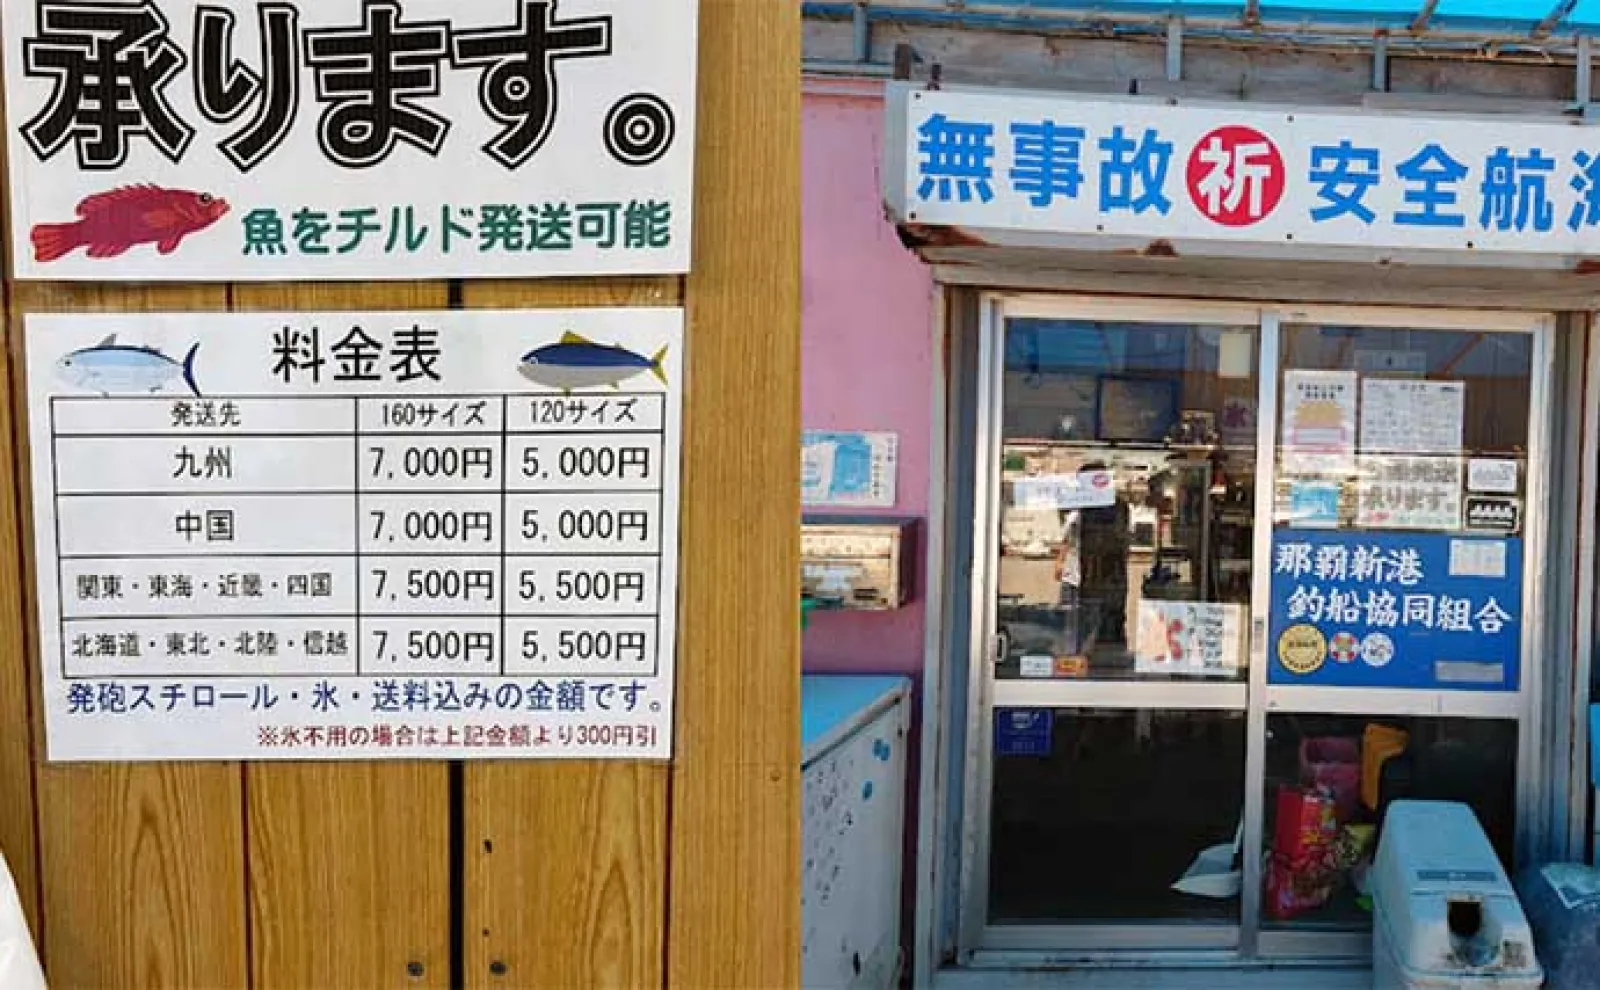 承ります。
魚をチルド発送可能
料金表
発送先 160サイズ 120サイズ
九州 7,000円 5,000円
中国 7,000円 5,000円
関東・東海・近畿・四国 7,500円 5,500円
北海道・東北・北陸・信越 7,500円 5,500円
発砲スチロール・氷・送料込みの金額です。
※氷不用の場合は上記金額より300円引
無事故祈安全航海
承ります。
那覇新港
釣船協同組合